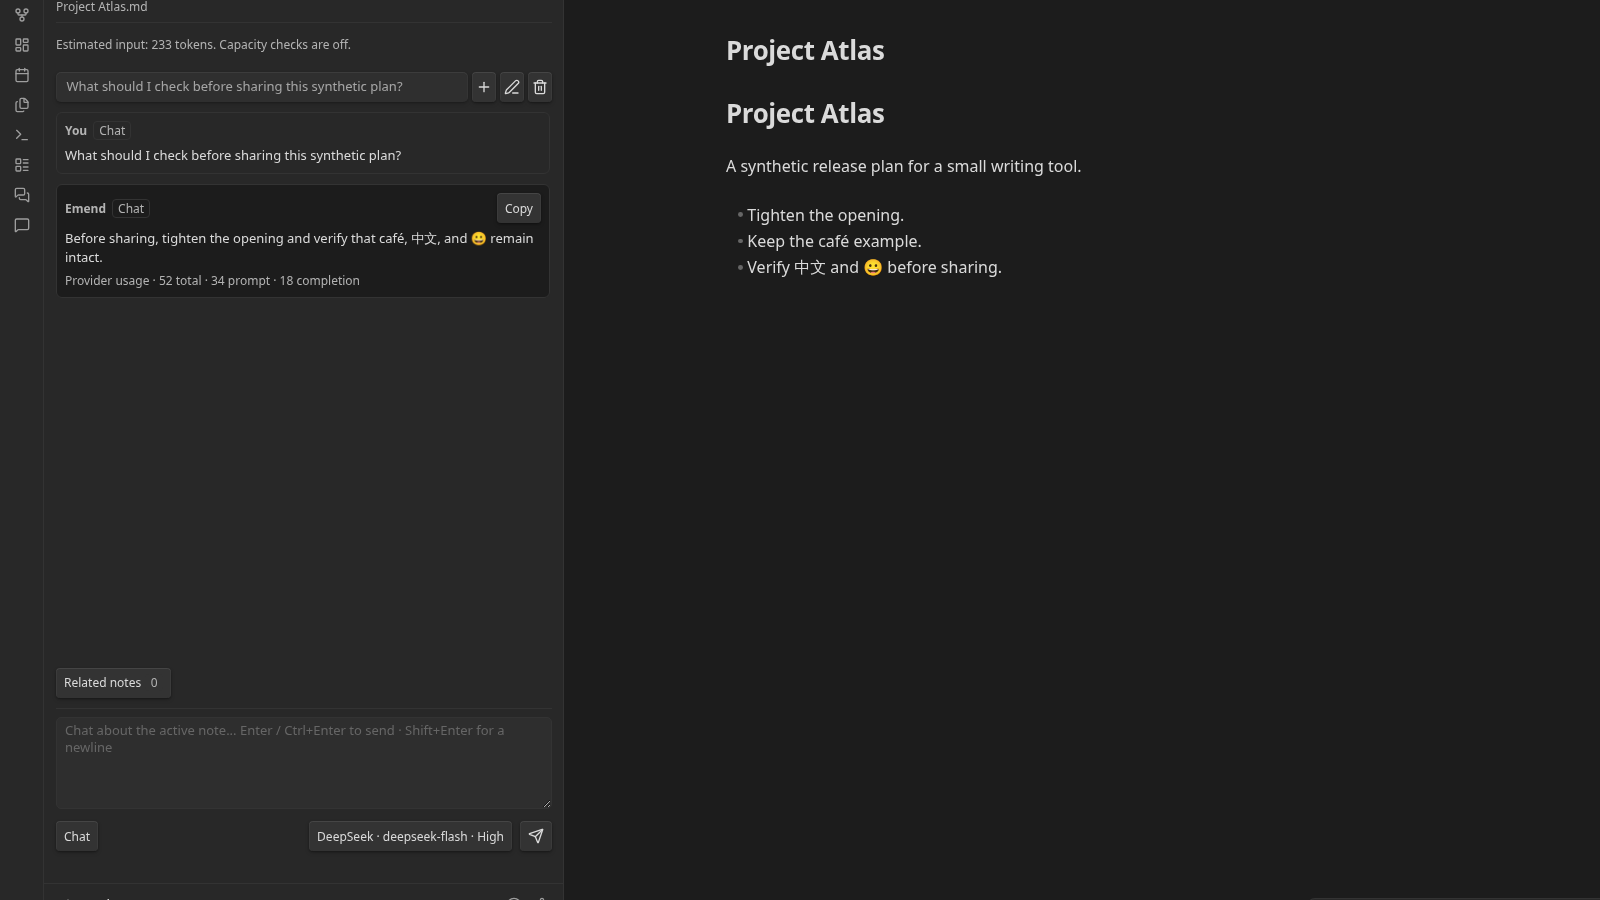 Project Atlas.md
Estimated input: 233 tokens. Capacity checks are off.
What should I check before sharing this synthetic plan?
You Chat
What should I check before sharing this synthetic plan?
Emend Chat
Copy
Before sharing, tighten the opening and verify that café, 中文, and 😀 remain
intact.
Provider usage · 52 total · 34 prompt · 18 completion
Related notes 0
Chat about the active note... Enter / Ctrl+Enter to send · Shift+Enter for a
newline
Chat
DeepSeek · deepseek-flash · High
Project Atlas
Project Atlas
A synthetic release plan for a small writing tool.
• Tighten the opening.
• Keep the café example.
• Verify 中文 and 😀 before sharing.